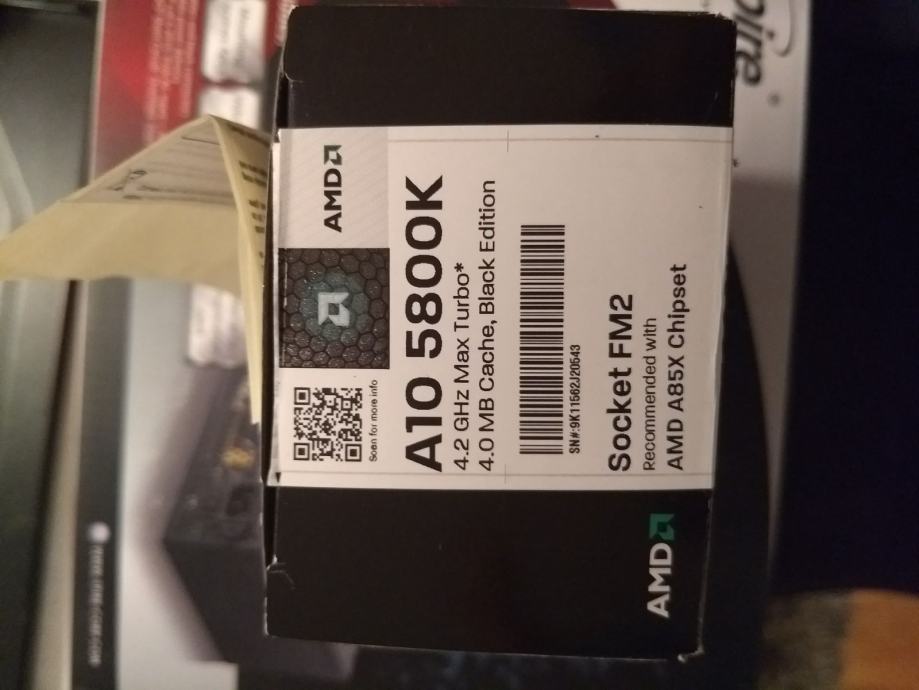 AMD
Scan for more info
A10 5800K
4.2 GHz Max Turbo*
4.0 MB Cache, Black Edition
SN#:9K11562J20543
Socket FM2
Recommended with
AMD A85X Chipset
AMD